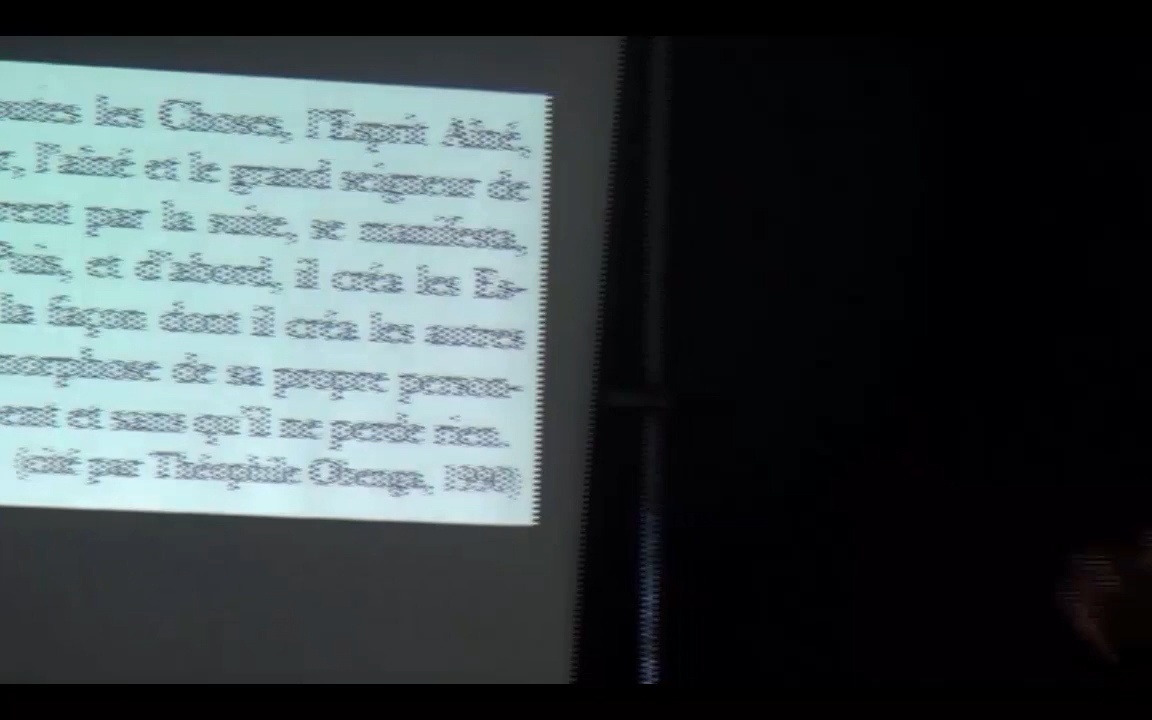 les Choses, l'Esprit Aîné,
l'aîné et le grand seigneur de
par la suite, se manifesta,
et d'abord, il créa les Es-
la façon dont il créa les autres
de sa propre person-
et sans qu'il ne perde rien.
(cité par Théophile Obenga,